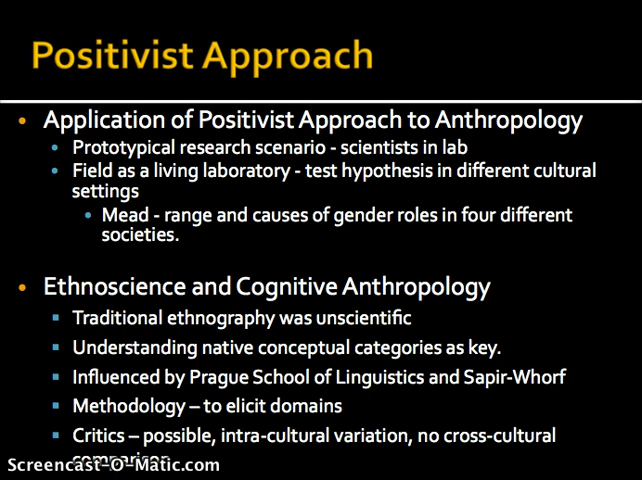 Positivist Approach
Application of Positivist Approach to Anthropology
Prototypical research scenario - scientists in lab
Field as a living laboratory - test hypothesis in different cultural
settings
Mead - range and causes of gender roles in four different
societies.
Ethnoscience and Cognitive Anthropology
Traditional ethnography was unscientific
Understanding native conceptual categories as key.
Influenced by Prague School of Linguistics and Sapir-Whorf
Methodology – to elicit domains
Critics – possible, intra-cultural variation, no cross-cultural
comparison
Screencast-O-Matic.com